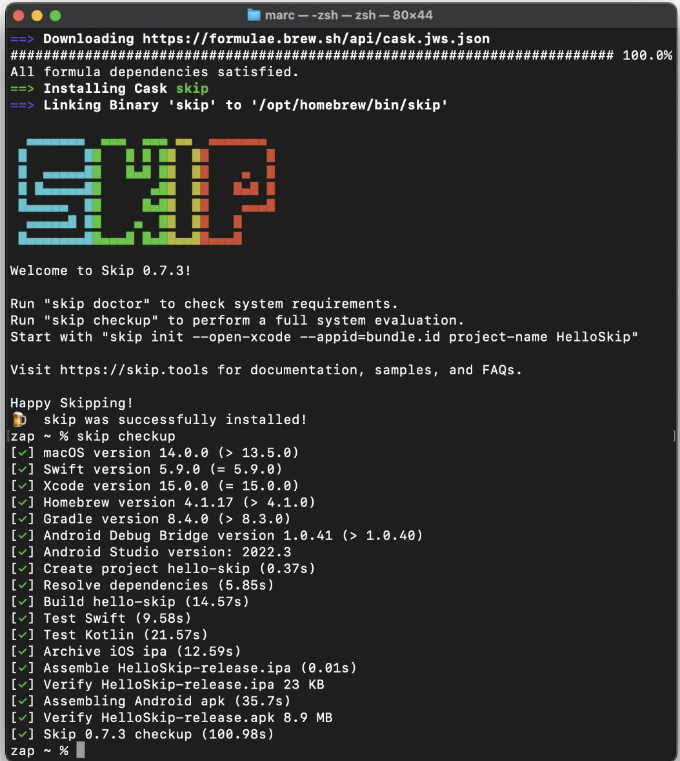 marc — -zsh — zsh — 80×44
==> Downloading https://formulae.brew.sh/api/cask.jws.json
######################################################################## 100.0%
All formula dependencies satisfied.
==> Installing Cask skip
==> Linking Binary 'skip' to '/opt/homebrew/bin/skip'
SKIP
Welcome to Skip 0.7.3!
Run "skip doctor" to check system requirements.
Run "skip checkup" to perform a full system evaluation.
Start with "skip init --open-xcode --appid=bundle.id project-name HelloSkip"
Visit https://skip.tools for documentation, samples, and FAQs.
Happy Skipping!
🍺  skip was successfully installed!
zap ~ % skip checkup
[✓] macOS version 14.0.0 (> 13.5.0)
[✓] Swift version 5.9.0 (= 5.9.0)
[✓] Xcode version 15.0.0 (= 15.0.0)
[✓] Homebrew version 4.1.17 (> 4.1.0)
[✓] Gradle version 8.4.0 (> 8.3.0)
[✓] Android Debug Bridge version 1.0.41 (> 1.0.40)
[✓] Android Studio version: 2022.3
[✓] Create project hello-skip (0.37s)
[✓] Resolve dependencies (5.85s)
[✓] Build hello-skip (14.57s)
[✓] Test Swift (9.58s)
[✓] Test Kotlin (21.57s)
[✓] Archive iOS ipa (12.59s)
[✓] Assemble HelloSkip-release.ipa (0.01s)
[✓] Verify HelloSkip-release.ipa 23 KB
[✓] Assembling Android apk (35.7s)
[✓] Verify HelloSkip-release.apk 8.9 MB
[✓] Skip 0.7.3 checkup (100.98s)
zap ~ %